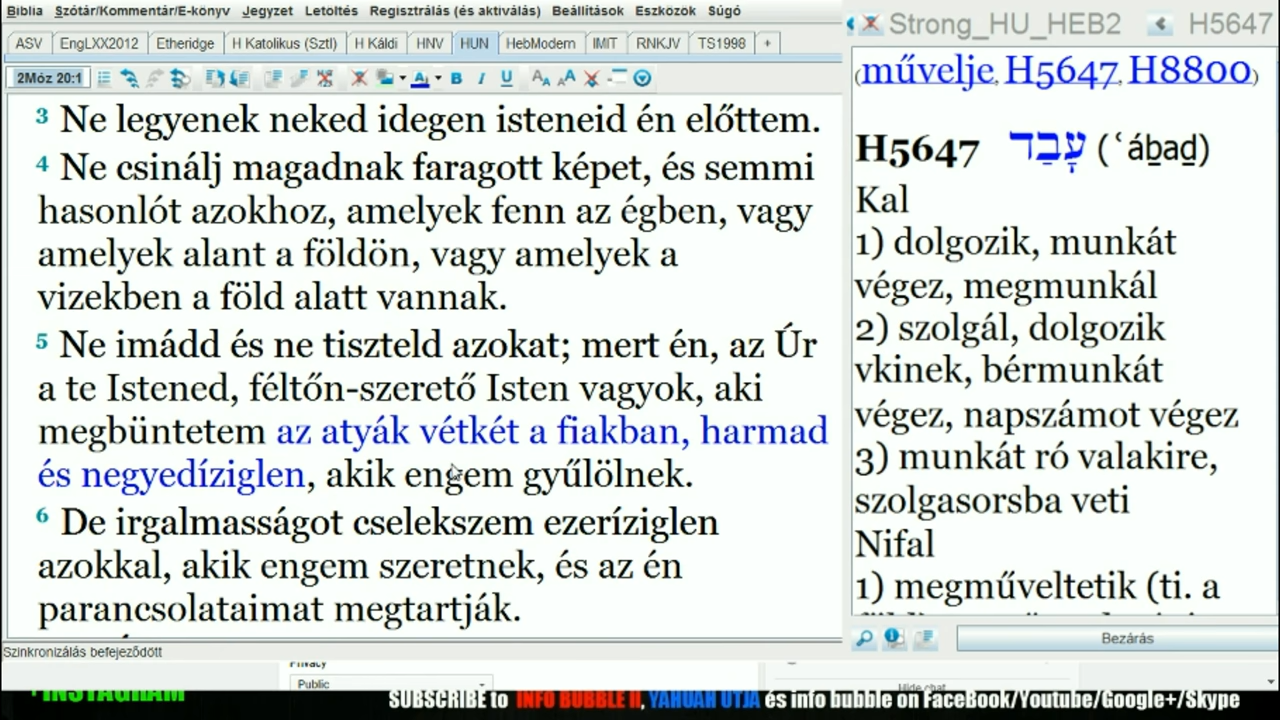 Biblia Szótár/Kommentár/E-könyv Jegyzet Letöltés Regisztrálás (és aktiválás) Beállítások Eszközök Súgó
ASV EngLXX2012 Etheridge H Katolikus (Sztl) H Káldi HNV HUN HebModern IMIT RNKJV TS1998 +
2Móz 20:1
3 Ne legyenek neked idegen isteneid én előttem.
4 Ne csinálj magadnak faragott képet, és semmi
hasonlót azokhoz, amelyek fenn az égben, vagy
amelyek alant a földön, vagy amelyek a
vizekben a föld alatt vannak.
5 Ne imádd és ne tiszteld azokat; mert én, az Úr
a te Istened, féltőn-szerető Isten vagyok, aki
megbüntetem az atyák vétkét a fiakban, harmad
és negyedíziglen, akik engem gyűlölnek.
6 De irgalmasságot cselekszem ezeríziglen
azokkal, akik engem szeretnek, és az én
parancsolataimat megtartják.
Szinkronizálás befejeződött
Strong_HU_HEB2 H5647
(művelje, H5647, H8800)
H5647 עָבַד (ʿáḇaḏ)
Kal
1) dolgozik, munkát
végez, megmunkál
2) szolgál, dolgozik
vkinek, bérmunkát
végez, napszámot végez
3) munkát ró valakire,
szolgasorsba veti
Nifal
1) megműveltetik (ti. a
Bezárás
Privacy
Public
Hide chat
INSTAGRAM
SUBSCRIBE to INFO BUBBLE II, YAHUAH UTJA és info bubble on FaceBook/Youtube/Google+/Skype